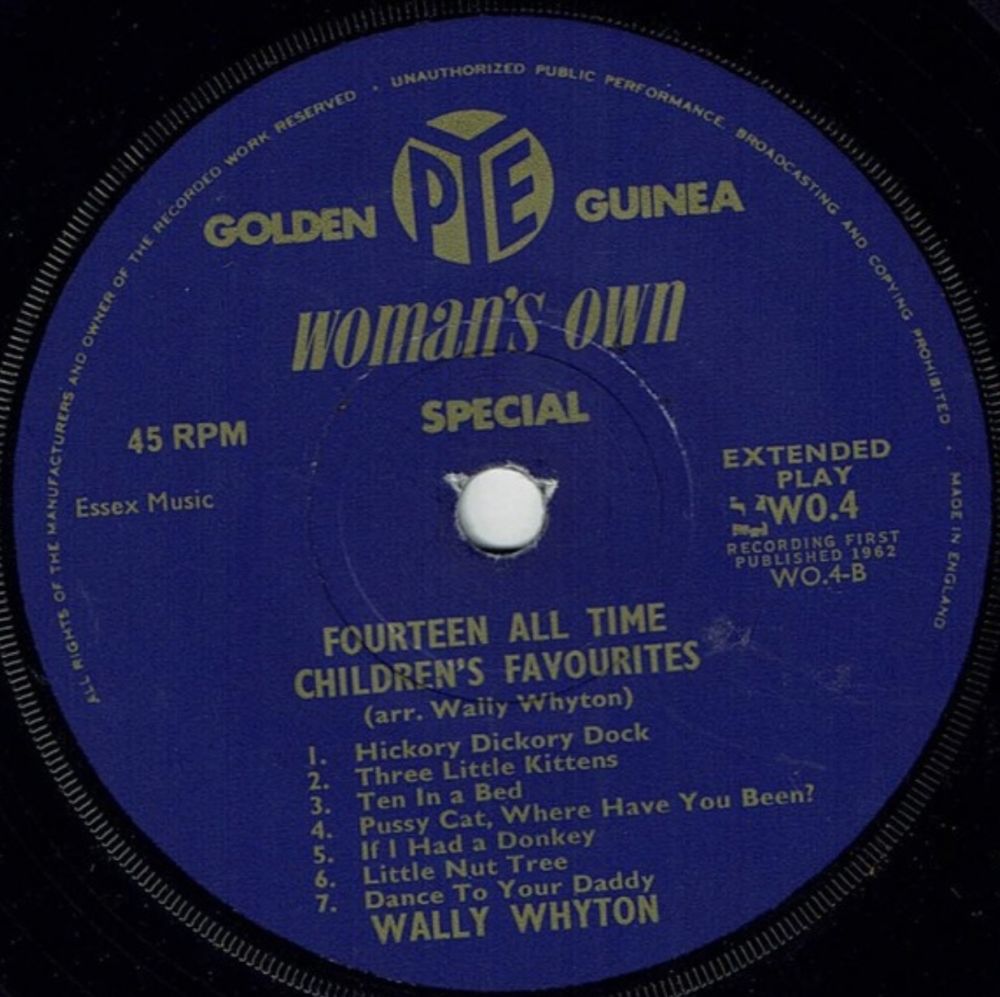 ALL RIGHTS OF THE MANUFACTURERS AND OWNER OF THE RECORDED WORK RESERVED . UNAUTHORIZED PUBLIC PERFORMANCE. BROADCASTING AND COPYING PROHIBITED . MADE IN ENGLAND
GOLDEN PYE GUINEA
woman's own
SPECIAL
45 RPM
Essex Music
EXTENDED
PLAY
WO.4
RECORDING FIRST
PUBLISHED 1962
WO.4-B
FOURTEEN ALL TIME
CHILDREN'S FAVOURITES
(arr. Wally Whyton)
1. Hickory Dickory Dock
2. Three Little Kittens
3. Ten In a Bed
4. Pussy Cat, Where Have You Been?
5. If I Had a Donkey
6. Little Nut Tree
7. Dance To Your Daddy
WALLY WHYTON